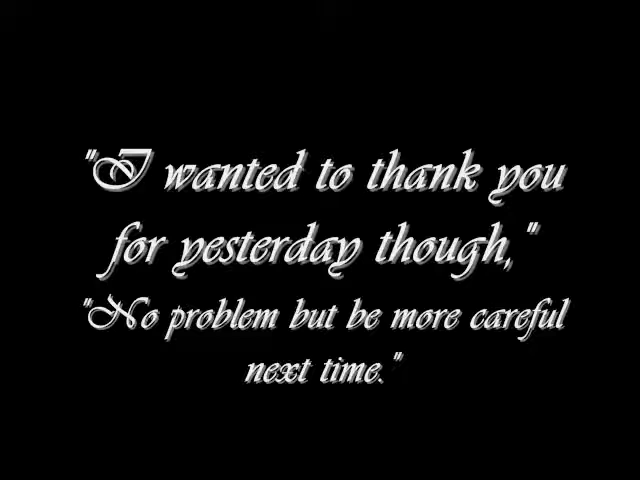 "I wanted to thank you
for yesterday though,"
"No problem but be more careful
next time."